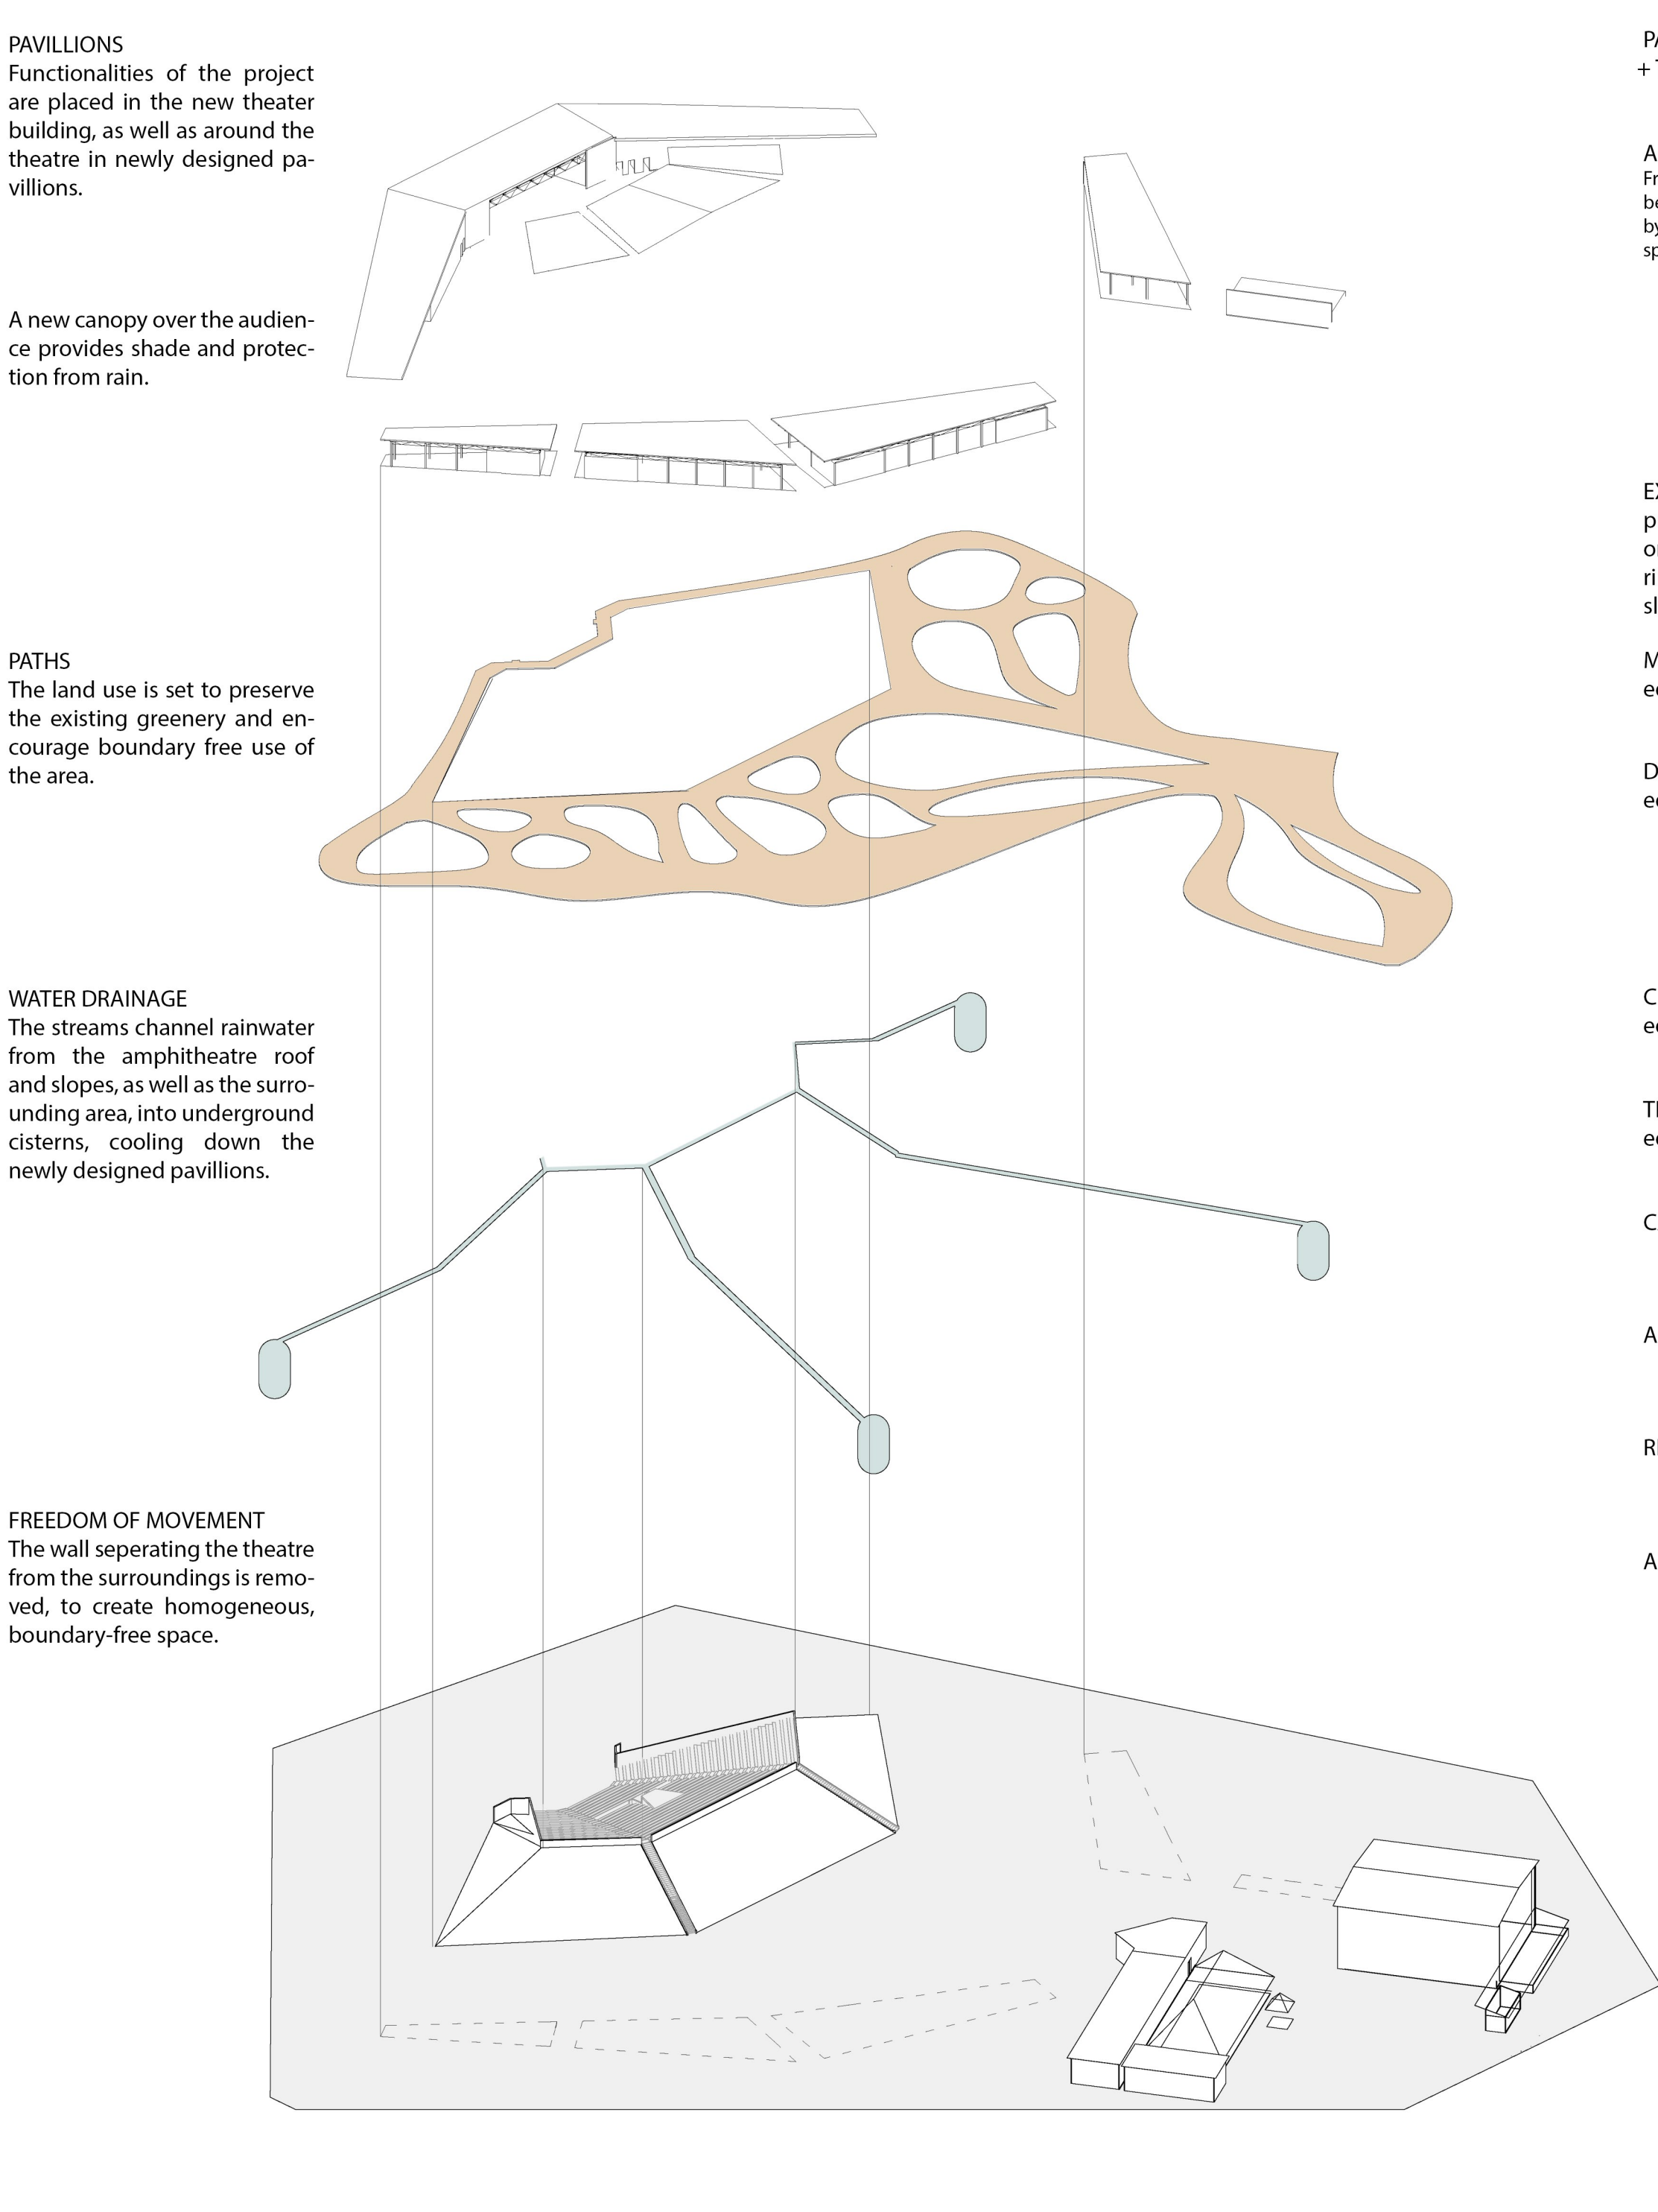 PAVILLIONS
Functionalities of the project
are placed in the new theater
building, as well as around the
theatre in newly designed pa-
villions.
A new canopy over the audien-
ce provides shade and protec-
tion from rain.
PATHS
The land use is set to preserve
the existing greenery and en-
courage boundary free use of
the area.
WATER DRAINAGE
The streams channel rainwater
from the amphitheatre roof
and slopes, as well as the surro-
unding area, into underground
cisterns, cooling down the
newly designed pavillions.
FREEDOM OF MOVEMENT
The wall seperating the theatre
from the surroundings is remo-
ved, to create homogeneous,
boundary-free space.